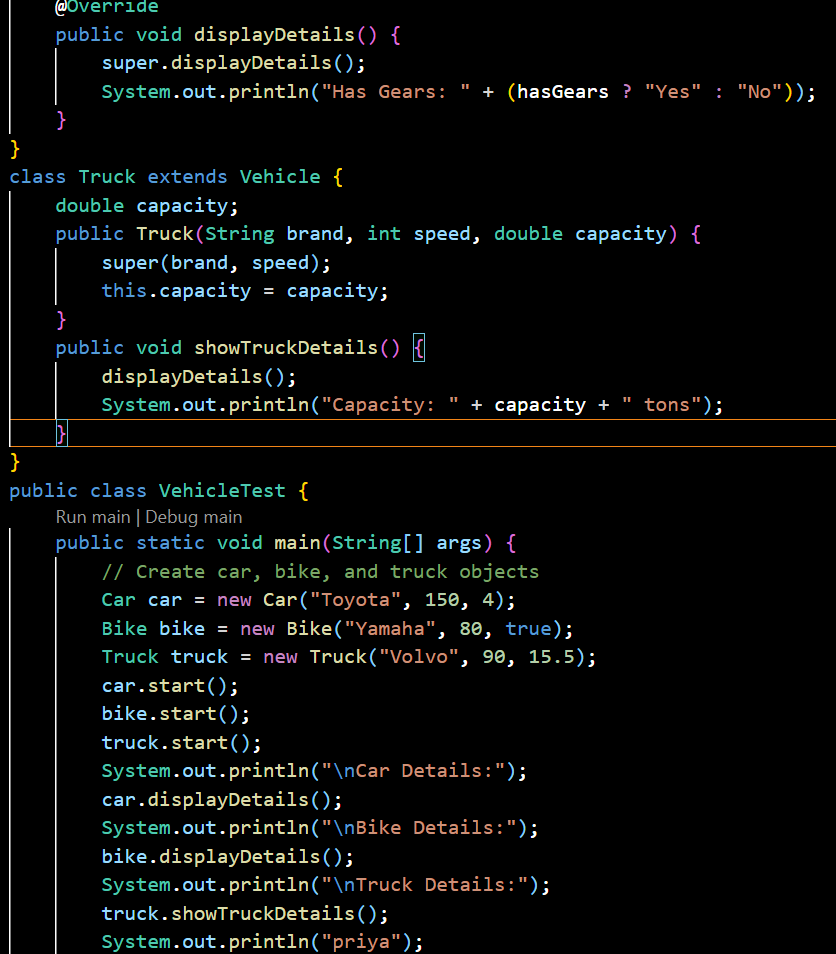 @Override
public void displayDetails() {
super.displayDetails();
System.out.println("Has Gears: " + (hasGears ? "Yes" : "No"));
}
}
class Truck extends Vehicle {
double capacity;
public Truck(String brand, int speed, double capacity) {
super(brand, speed);
this.capacity = capacity;
}
public void showTruckDetails() {
displayDetails();
System.out.println("Capacity: " + capacity + " tons");
}
}
public class VehicleTest {
Run main | Debug main
public static void main(String[] args) {
// Create car, bike, and truck objects
Car car = new Car("Toyota", 150, 4);
Bike bike = new Bike("Yamaha", 80, true);
Truck truck = new Truck("Volvo", 90, 15.5);
car.start();
bike.start();
truck.start();
System.out.println("\nCar Details:");
car.displayDetails();
System.out.println("\nBike Details:");
bike.displayDetails();
System.out.println("\nTruck Details:");
truck.showTruckDetails();
System.out.println("priya");